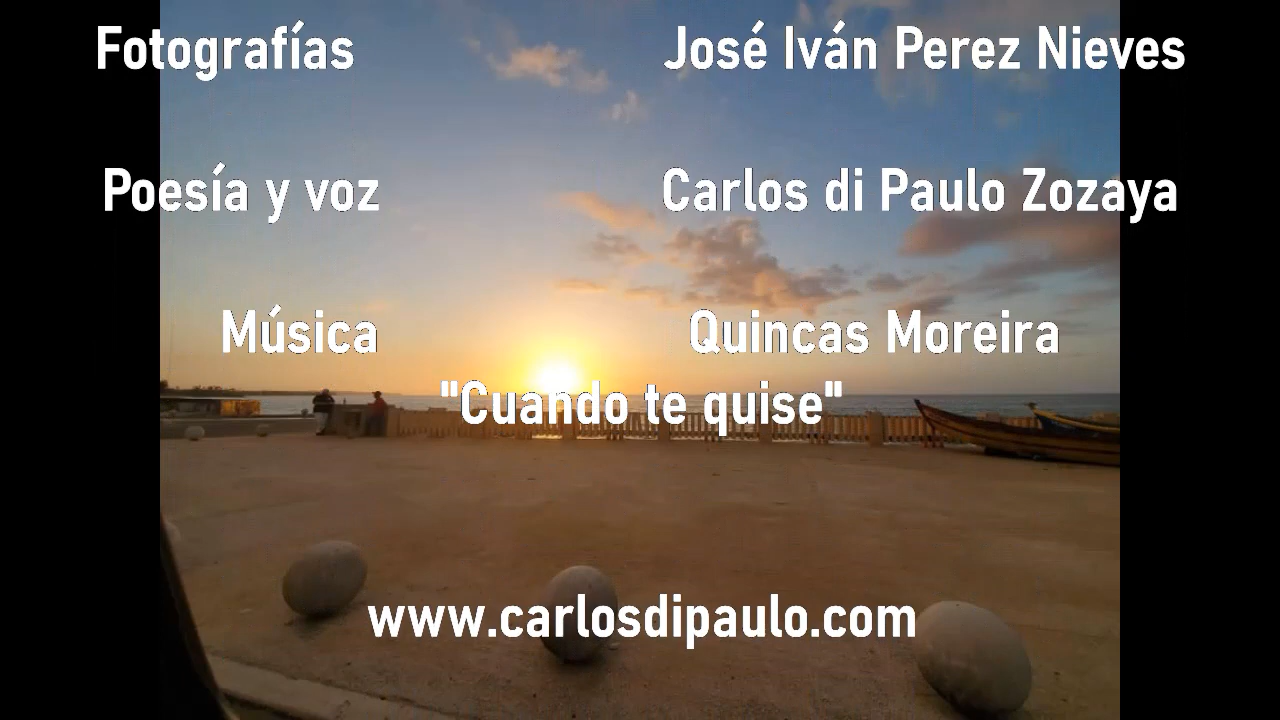 Fotografías José Iván Perez Nieves
Poesía y voz Carlos di Paulo Zozaya
Música Quincas Moreira
"Cuando te quise"
www.carlosdipaulo.com